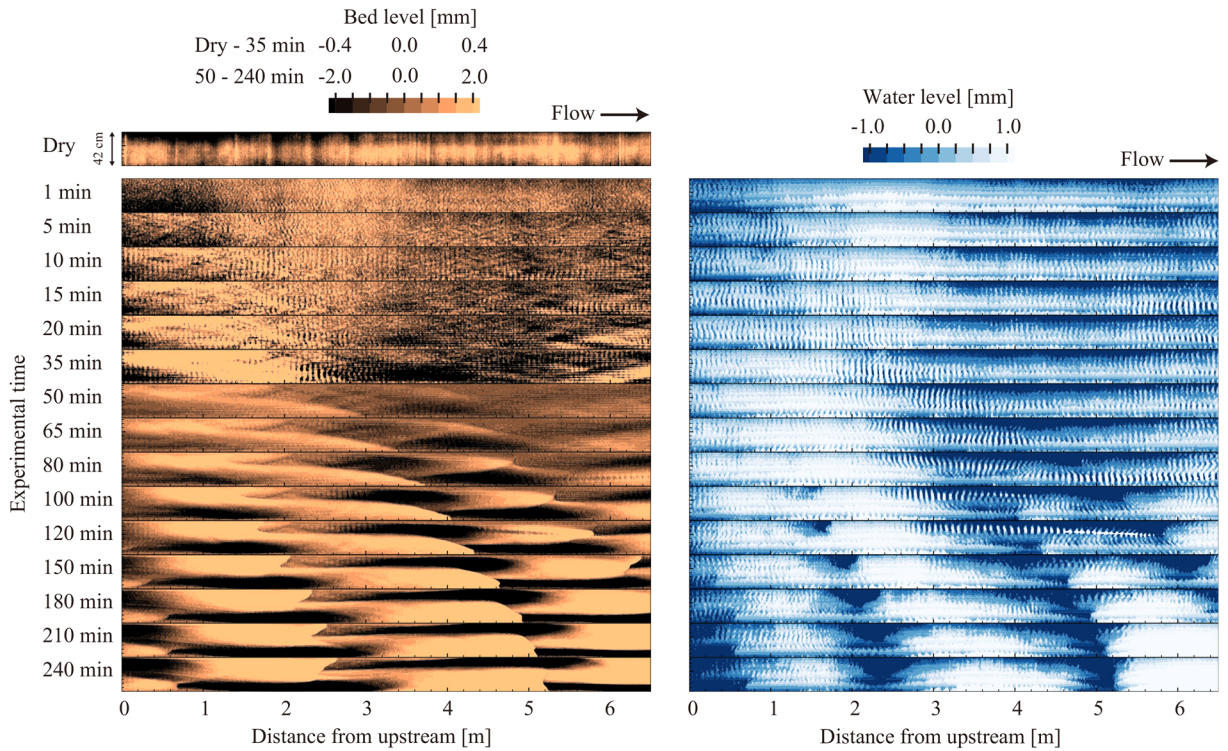 Bed level [mm]
Dry - 35 min -0.4 0.0 0.4
50 - 240 min -2.0 0.0 2.0
Flow
Dry
42 cm
Experimental time
1 min
5 min
10 min
15 min
20 min
35 min
50 min
65 min
80 min
100 min
120 min
150 min
180 min
210 min
240 min
0 1 2 3 4 5 6
Distance from upstream [m]
Water level [mm]
-1.0 0.0 1.0
Flow
0 1 2 3 4 5 6
Distance from upstream [m]